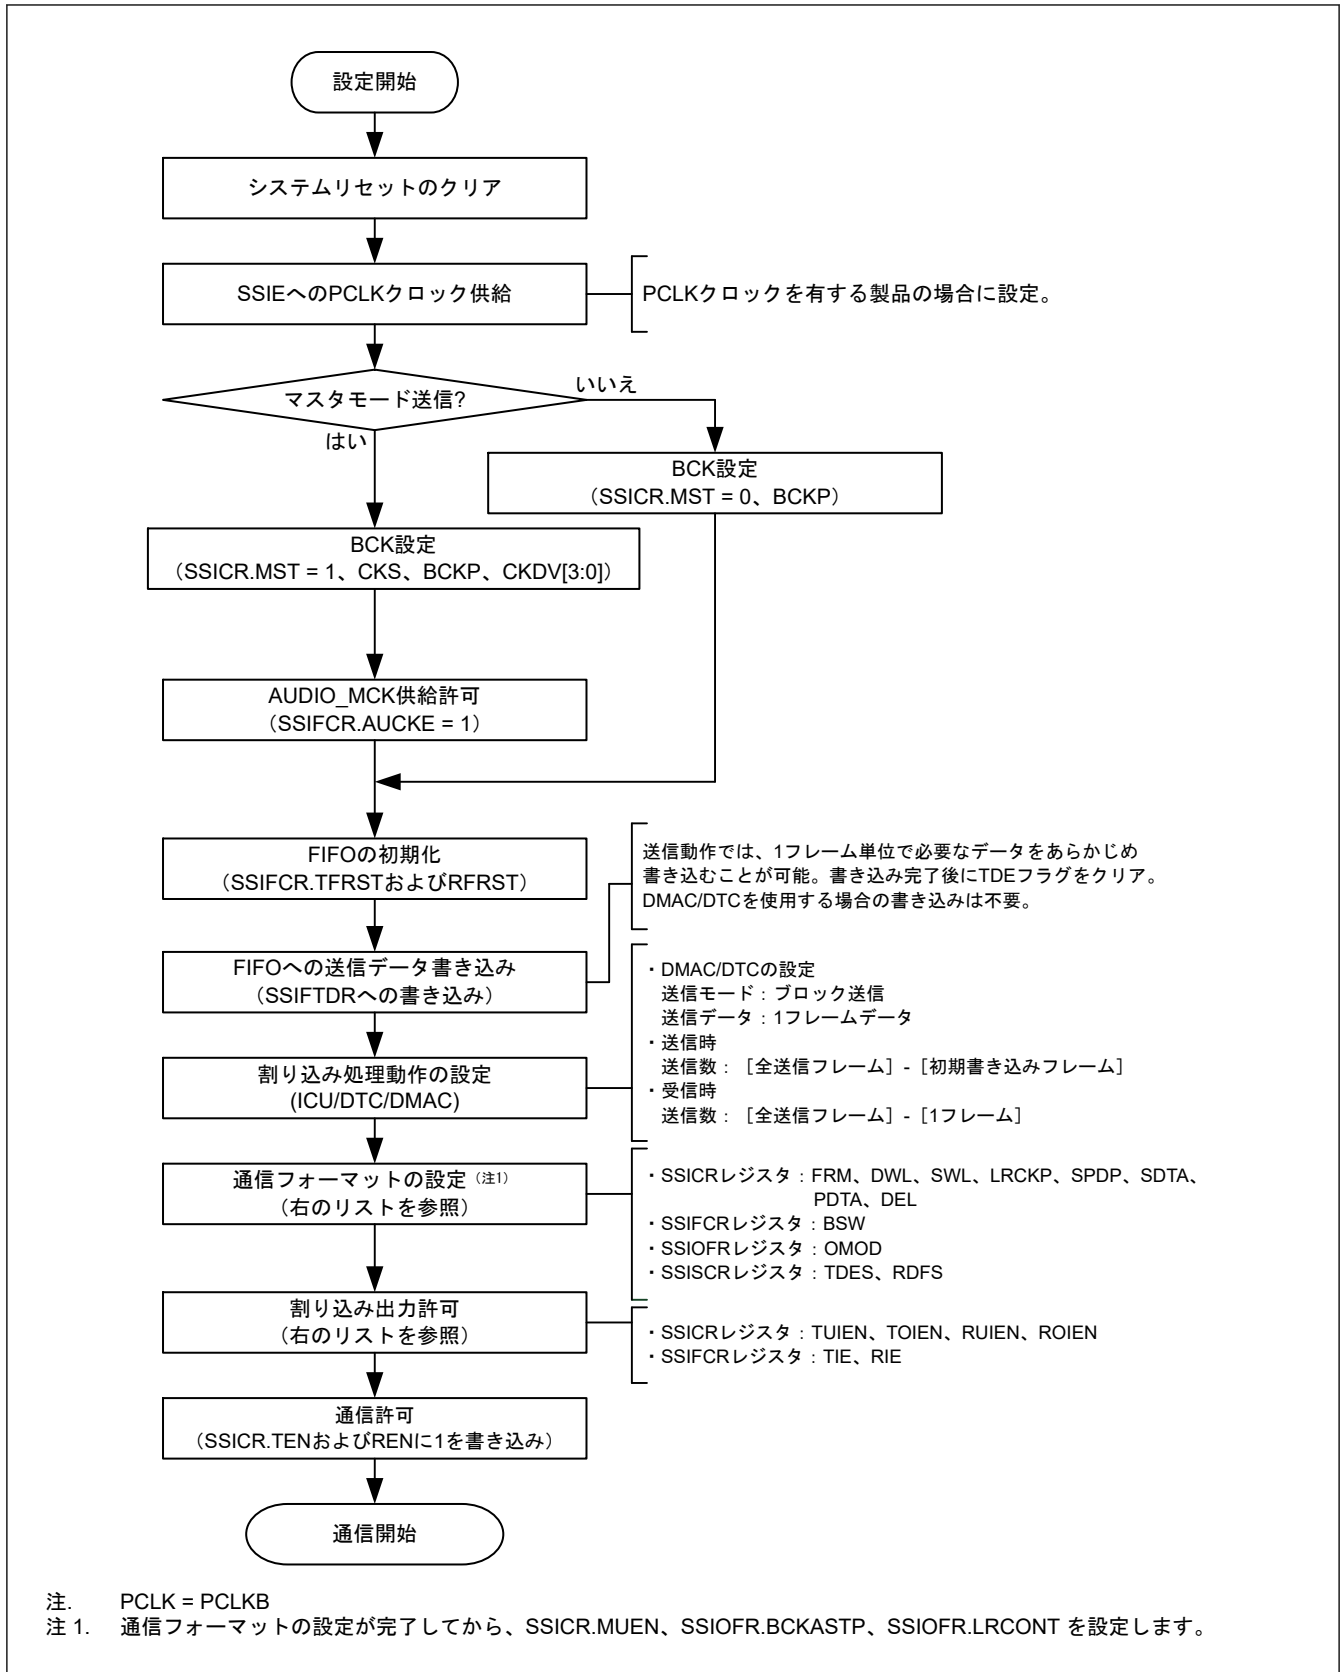 設定開始
システムリセットのクリア
SSIEへのPCLKクロック供給
PCLKクロックを有する製品の場合に設定。
マスタモード送信?
いいえ
はい
BCK設定
（SSICR.MST = 0、BCKP）
BCK設定
（SSICR.MST = 1、CKS、BCKP、CKDV[3:0]）
AUDIO_MCK供給許可
（SSIFCR.AUCKE = 1）
FIFOの初期化
（SSIFCR.TFRSTおよびRFRST）
送信動作では、1フレーム単位で必要なデータをあらかじめ
書き込むことが可能。書き込み完了後にTDEフラグをクリア。
DMAC/DTCを使用する場合の書き込みは不要。
FIFOへの送信データ書き込み
（SSIFTDRへの書き込み）
・DMAC/DTCの設定
送信モード：ブロック送信
送信データ：1フレームデータ
・送信時
送信数：［全送信フレーム］-［初期書き込みフレーム］
・受信時
送信数：［全送信フレーム］-［1フレーム］
割り込み処理動作の設定
(ICU/DTC/DMAC)
通信フォーマットの設定（注1）
（右のリストを参照）
・SSICRレジスタ：FRM、DWL、SWL、LRCKP、SPDP、SDTA、
PDTA、DEL
・SSIFCRレジスタ：BSW
・SSIOFRレジスタ：OMOD
・SSISCRレジスタ：TDES、RDFS
割り込み出力許可
（右のリストを参照）
・SSICRレジスタ：TUIEN、TOIEN、RUIEN、ROIEN
・SSIFCRレジスタ：TIE、RIE
通信許可
（SSICR.TENおよびRENに1を書き込み）
通信開始
注. PCLK = PCLKB
注 1. 通信フォーマットの設定が完了してから、SSICR.MUEN、SSIOFR.BCKASTP、SSIOFR.LRCONT を設定します。